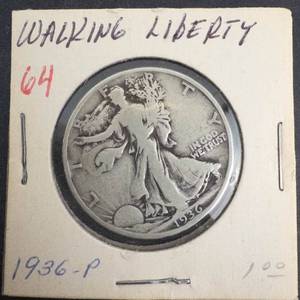 WALKING LIBERTY
64
LIBERTY
IN GOD
WE TRUST
1936
1936-P
1.00